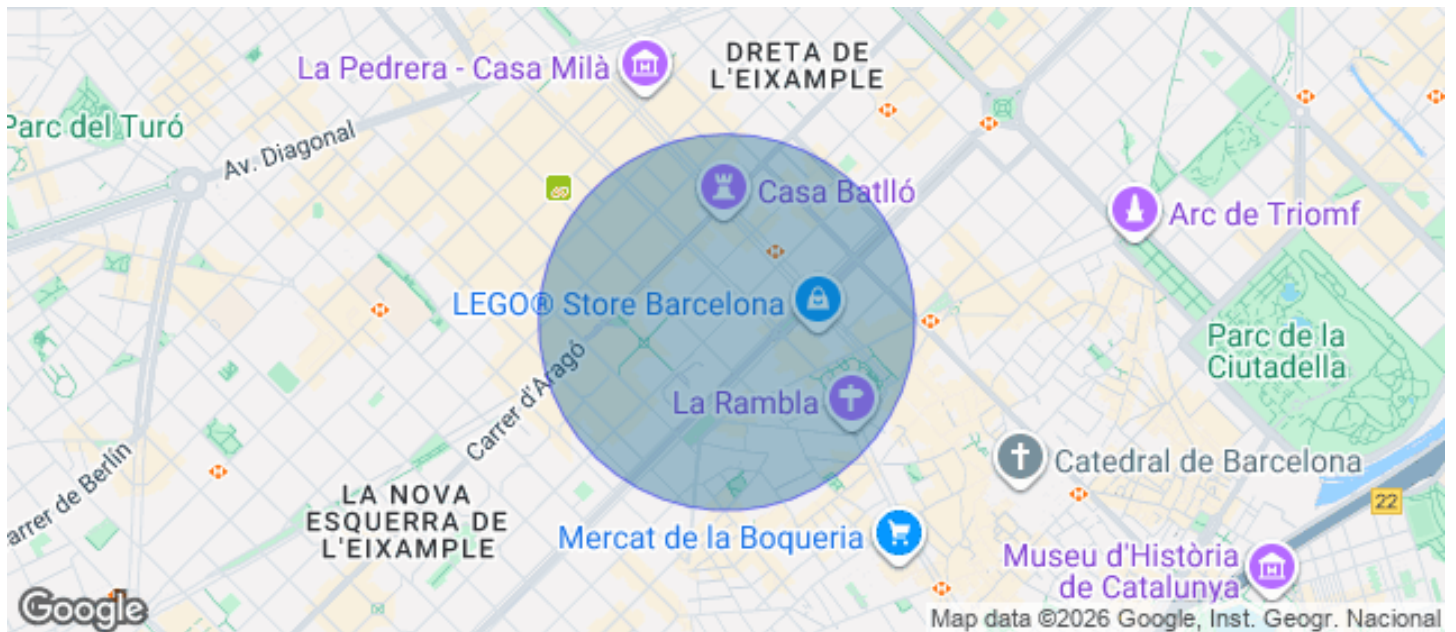 DRETA DE
L'EIXAMPLE
La Pedrera - Casa Milà
Parc del Turó
Av. Diagonal
Casa Batlló
Arc de Triomf
LEGO® Store Barcelona
Parc de la
Ciutadella
Carrer d'Aragó
La Rambla
Catedral de Barcelona
Carrer de Berlín
LA NOVA
ESQUERRA DE
L'EIXAMPLE
22
Mercat de la Boqueria
Museu d'Història
de Catalunya
Google
Map data ©2026 Google, Inst. Geogr. Nacional